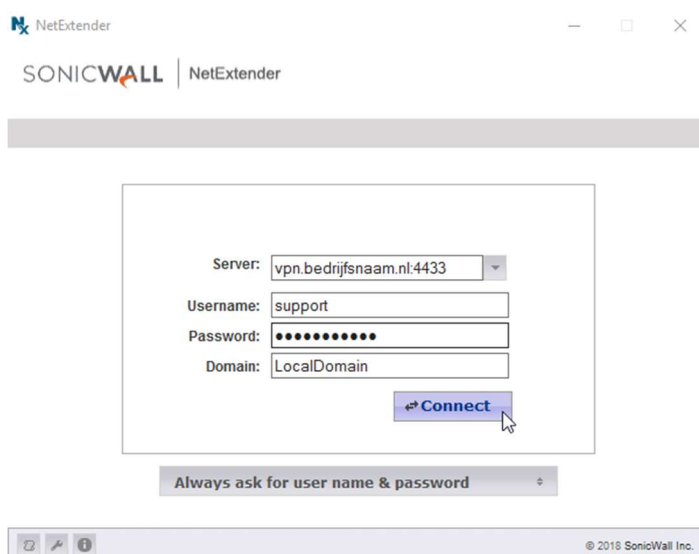 NetExtender
SONICWALL NetExtender
Server: vpn.bedrijfsnaam.nl:4433
Username: support
Password: ●●●●●●●●●●●
Domain: LocalDomain
Connect
Always ask for user name & password
© 2018 SonicWall Inc.